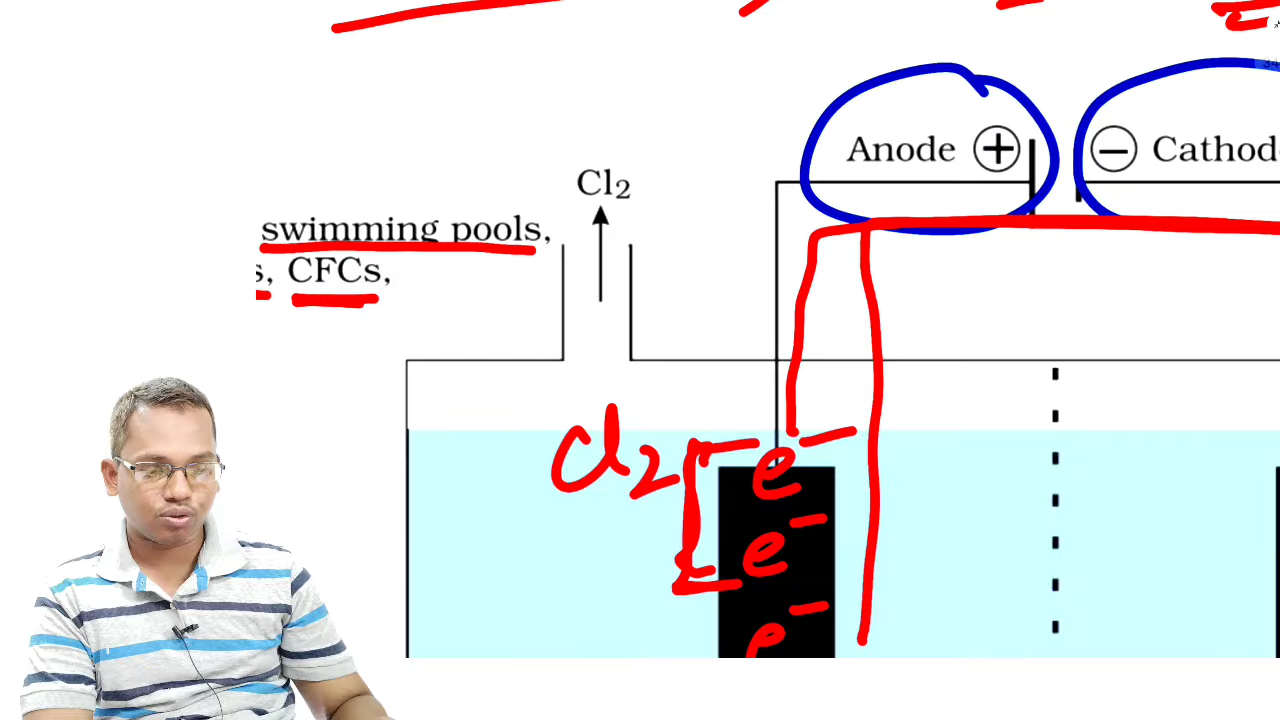 Anode + − Cathod
Cl2
swimming pools,
s, CFCs,
Cl2
e−
e−
e−